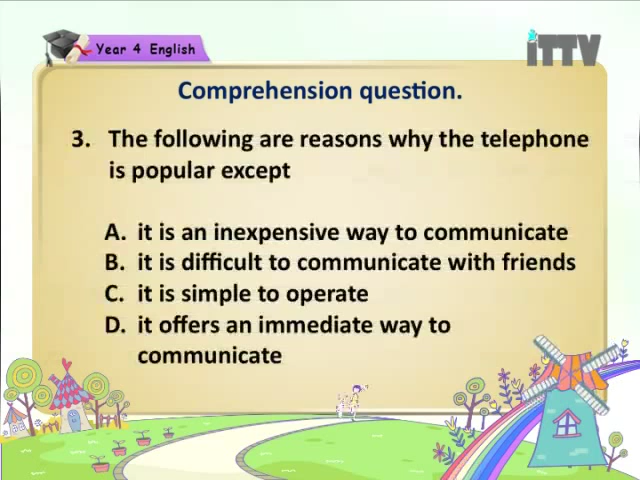 Year 4 English
iTTV
Comprehension question.
3. The following are reasons why the telephone
is popular except
A. it is an inexpensive way to communicate
B. it is difficult to communicate with friends
C. it is simple to operate
D. it offers an immediate way to
communicate